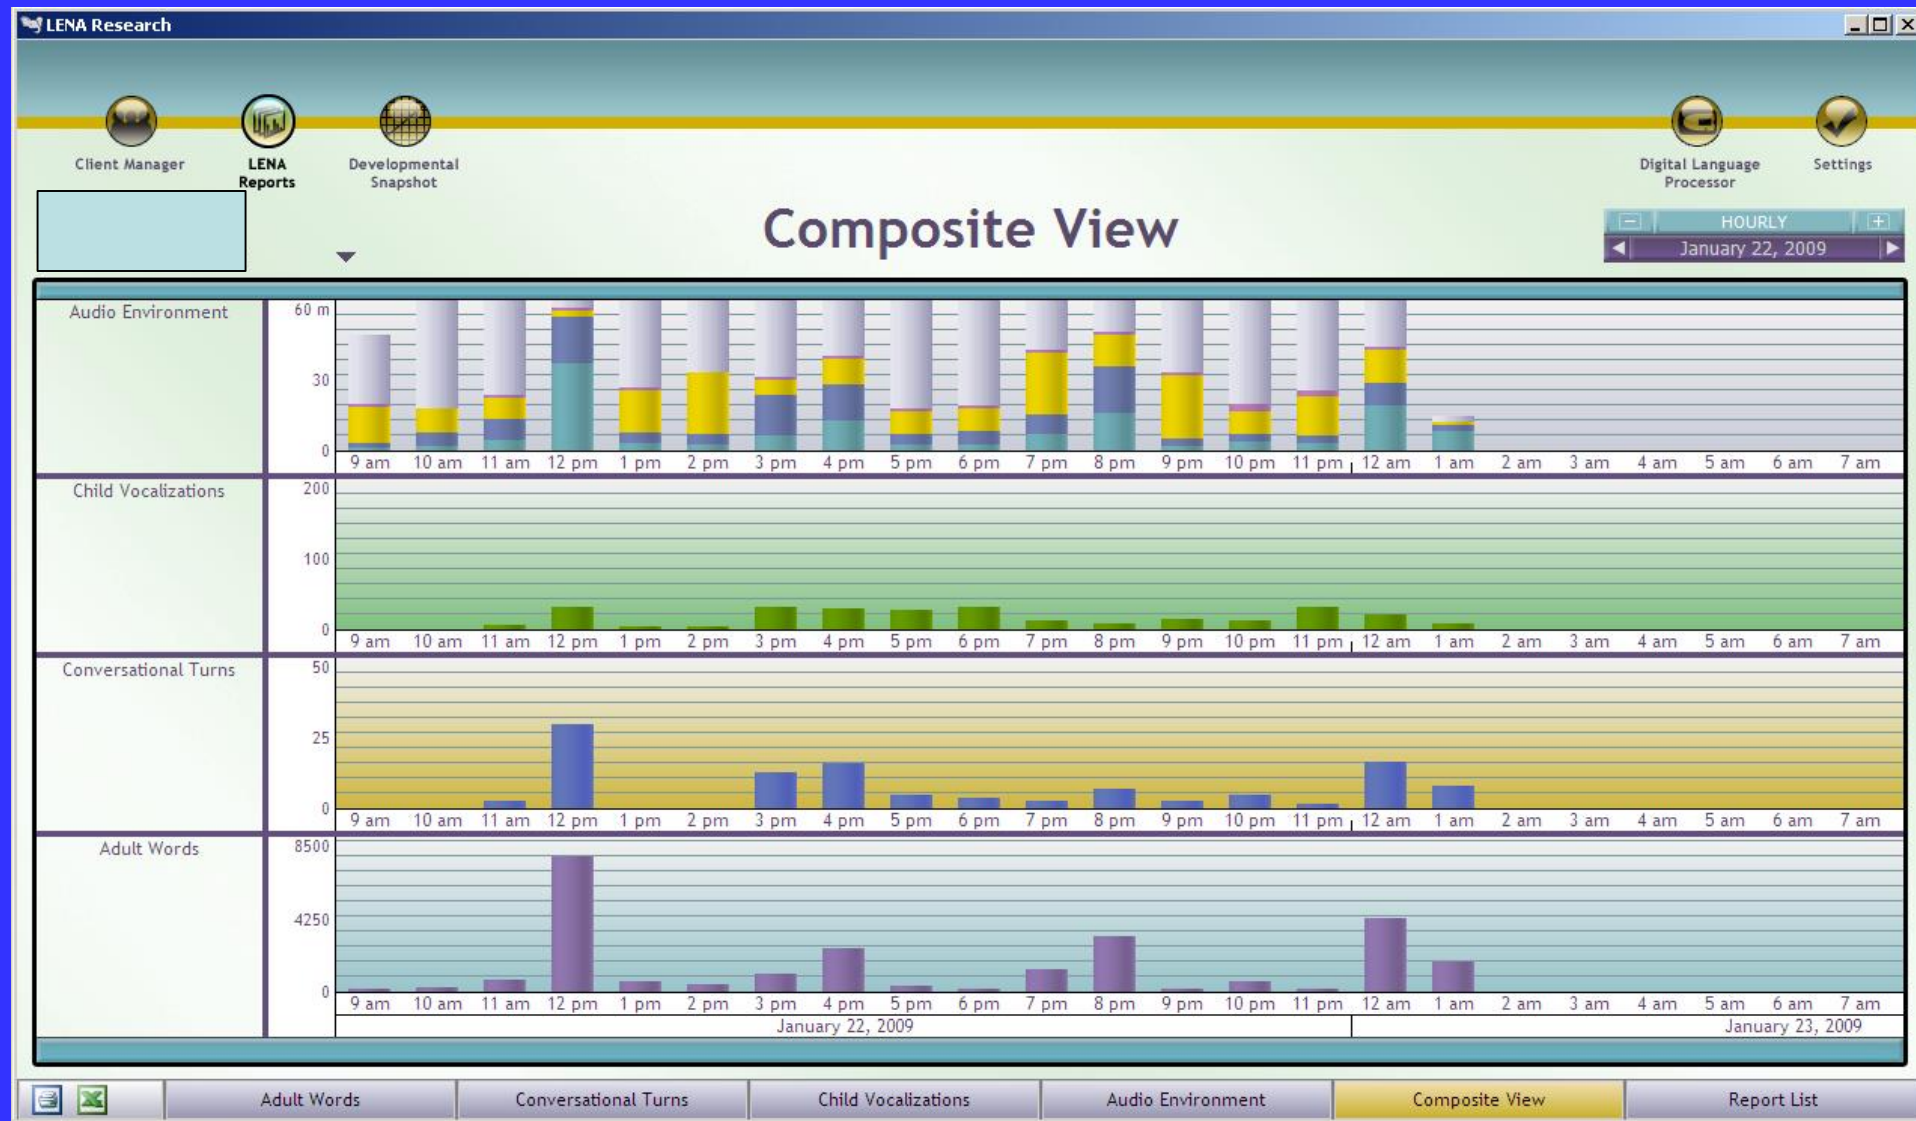 LENA Research
Client Manager
LENA
Reports
Developmental
Snapshot
Digital Language
Processor
Settings
Composite View
HOURLY
January 22, 2009
Audio Environment
60 m
30
0
9 am 10 am 11 am 12 pm 1 pm 2 pm 3 pm 4 pm 5 pm 6 pm 7 pm 8 pm 9 pm 10 pm 11 pm 12 am 1 am 2 am 3 am 4 am 5 am 6 am 7 am
Child Vocalizations
200
100
0
9 am 10 am 11 am 12 pm 1 pm 2 pm 3 pm 4 pm 5 pm 6 pm 7 pm 8 pm 9 pm 10 pm 11 pm 12 am 1 am 2 am 3 am 4 am 5 am 6 am 7 am
Conversational Turns
50
25
0
9 am 10 am 11 am 12 pm 1 pm 2 pm 3 pm 4 pm 5 pm 6 pm 7 pm 8 pm 9 pm 10 pm 11 pm 12 am 1 am 2 am 3 am 4 am 5 am 6 am 7 am
Adult Words
8500
4250
0
9 am 10 am 11 am 12 pm 1 pm 2 pm 3 pm 4 pm 5 pm 6 pm 7 pm 8 pm 9 pm 10 pm 11 pm 12 am 1 am 2 am 3 am 4 am 5 am 6 am 7 am
January 22, 2009 January 23, 2009
Adult Words Conversational Turns Child Vocalizations Audio Environment Composite View Report List